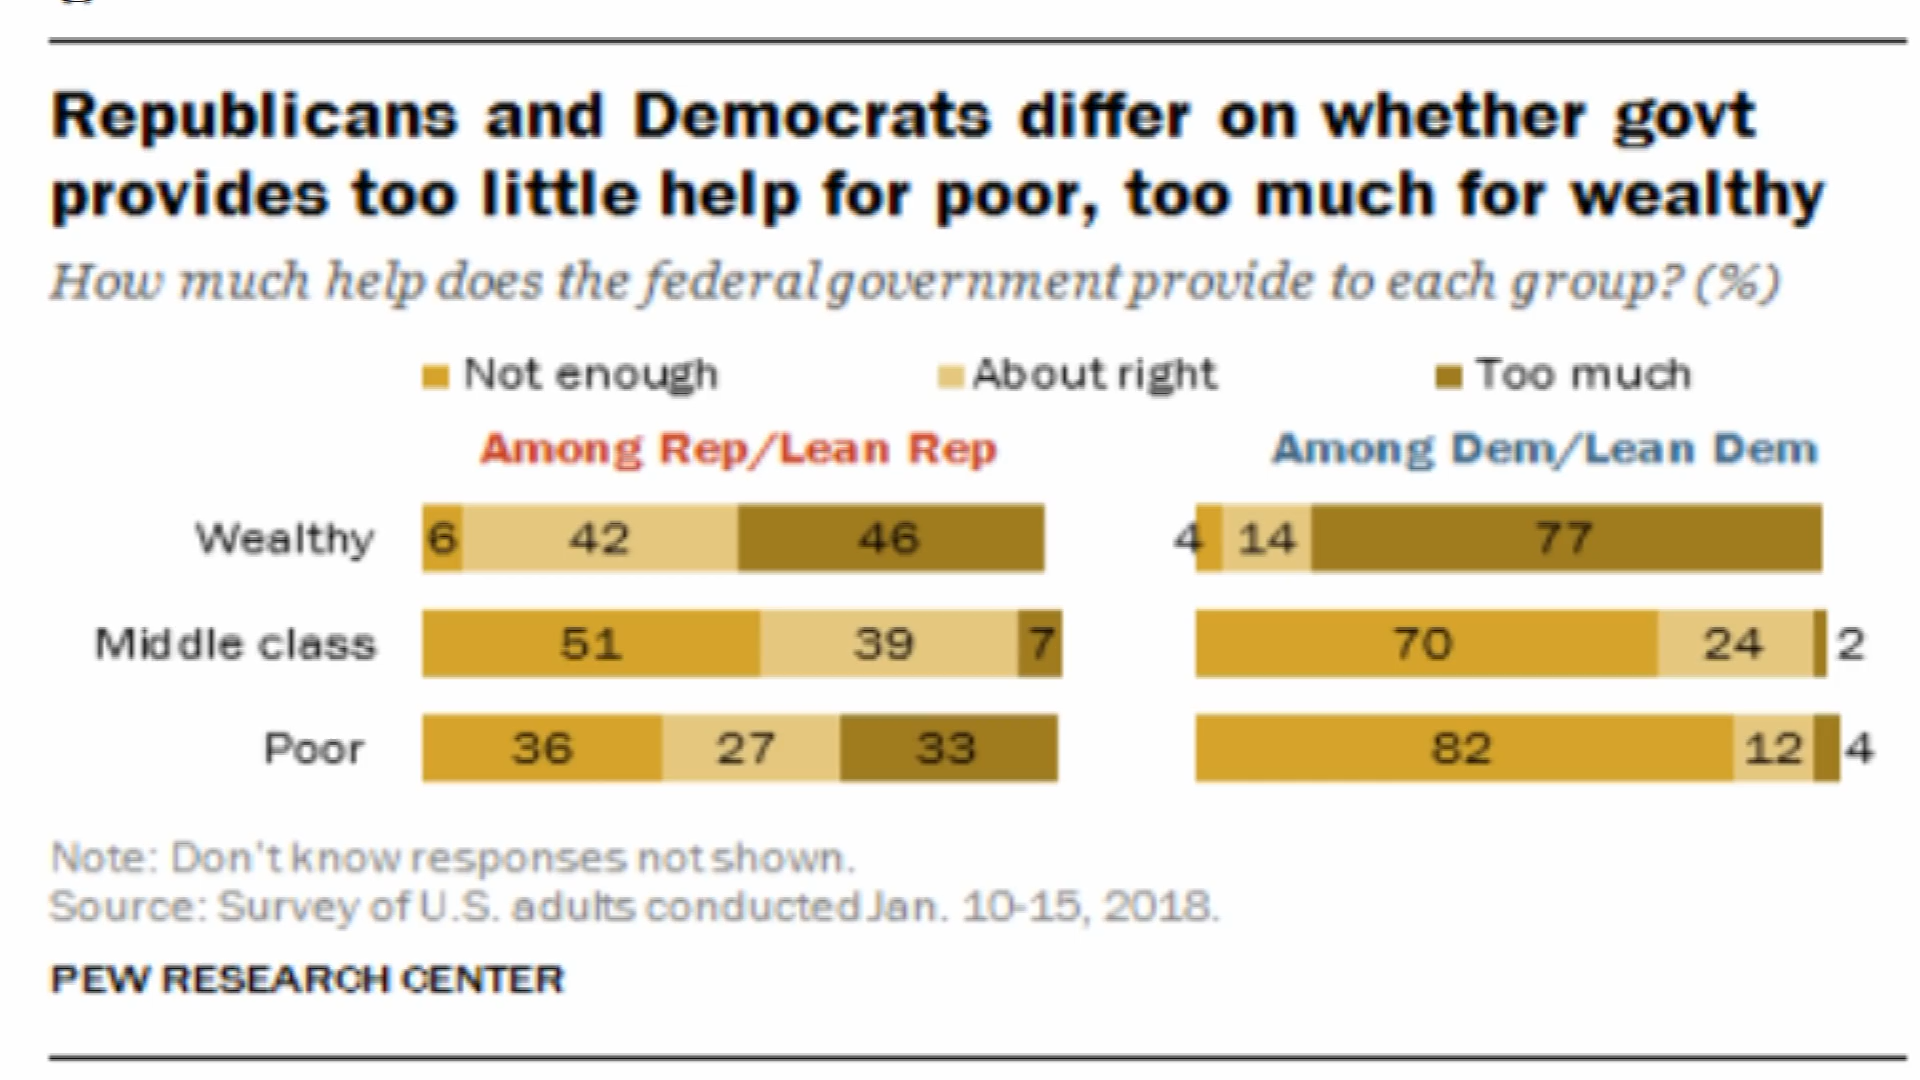 Republicans and Democrats differ on whether govt
provides too little help for poor, too much for wealthy
How much help does the federal government provide to each group? (%)
Not enough About right Too much
Among Rep/Lean Rep Among Dem/Lean Dem
Wealthy 6 42 46 4 14 77
Middle class 51 39 7 70 24 2
Poor 36 27 33 82 12 4
Note: Don't know responses not shown.
Source: Survey of U.S. adults conducted Jan. 10-15, 2018.
PEW RESEARCH CENTER